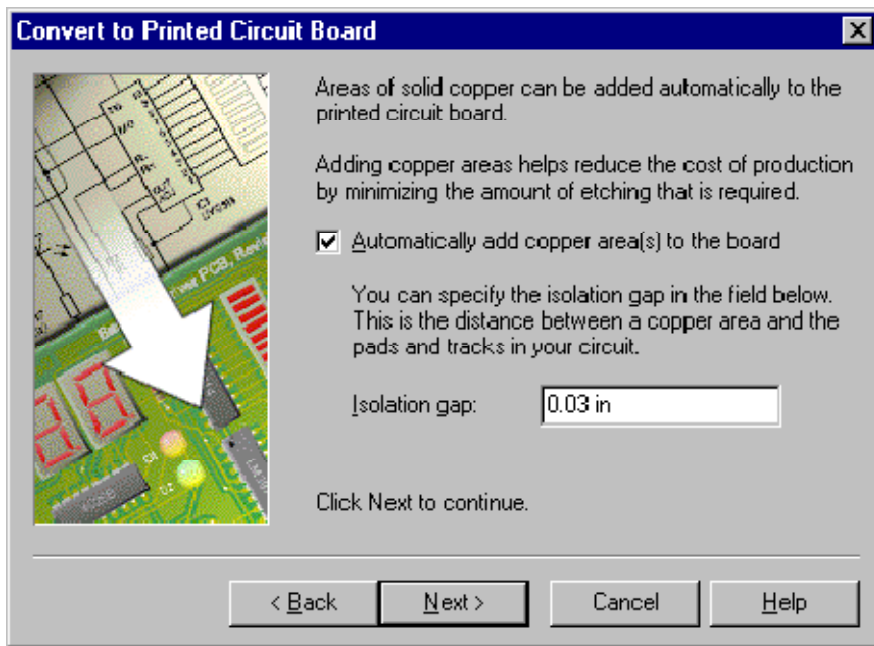 Convert to Printed Circuit Board
Areas of solid copper can be added automatically to the
printed circuit board.
Adding copper areas helps reduce the cost of production
by minimizing the amount of etching that is required.
Automatically add copper area(s) to the board
You can specify the isolation gap in the field below.
This is the distance between a copper area and the
pads and tracks in your circuit.
Isolation gap:
0.03 in
Click Next to continue.
< Back
Next >
Cancel
Help